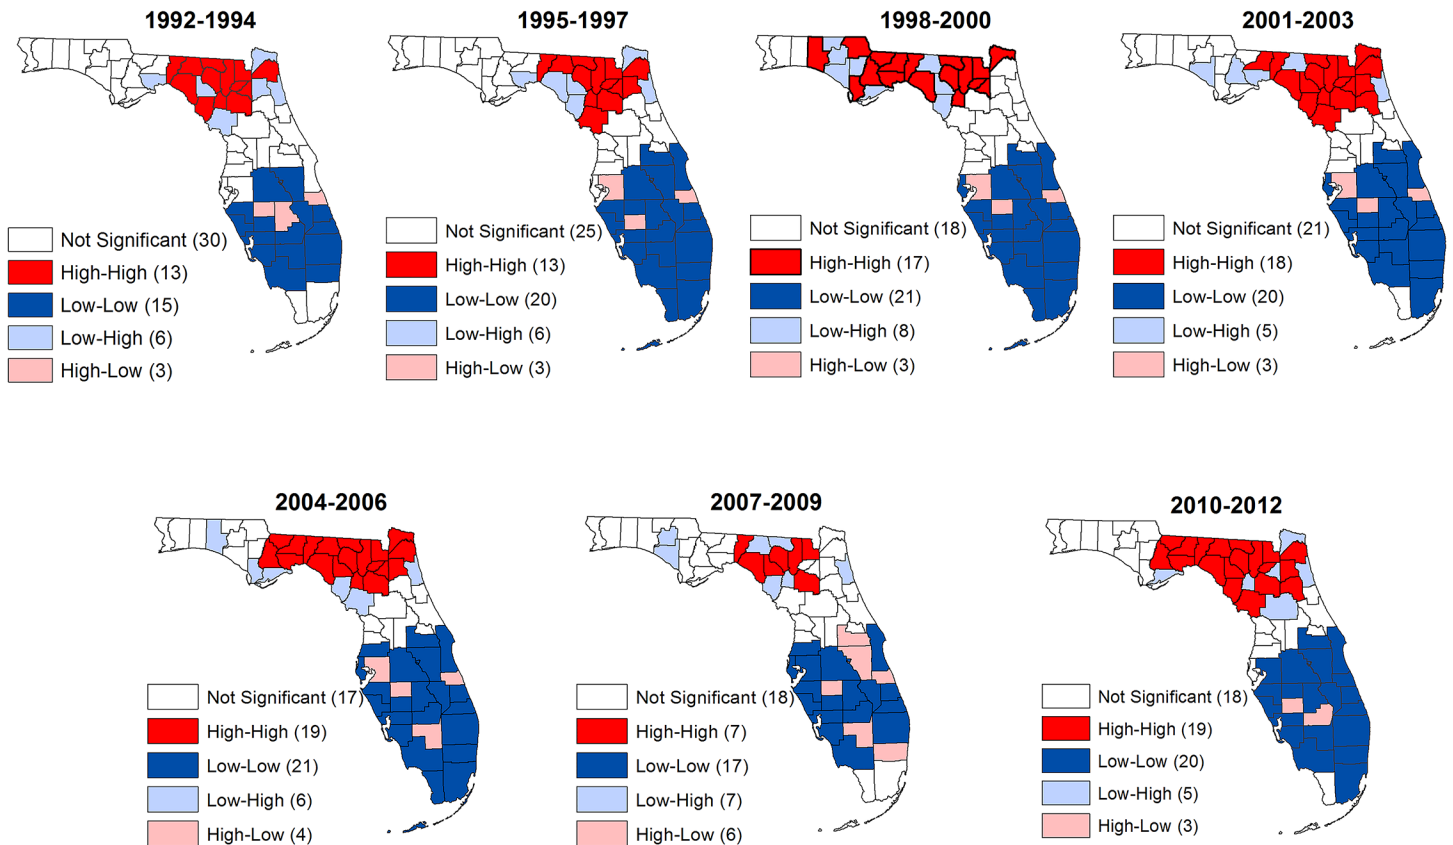 1992-1994
Not Significant (30)
High-High (13)
Low-Low (15)
Low-High (6)
High-Low (3)
1995-1997
Not Significant (25)
High-High (13)
Low-Low (20)
Low-High (6)
High-Low (3)
1998-2000
Not Significant (18)
High-High (17)
Low-Low (21)
Low-High (8)
High-Low (3)
2001-2003
Not Significant (21)
High-High (18)
Low-Low (20)
Low-High (5)
High-Low (3)
2004-2006
Not Significant (17)
High-High (19)
Low-Low (21)
Low-High (6)
High-Low (4)
2007-2009
Not Significant (18)
High-High (7)
Low-Low (17)
Low-High (7)
High-Low (6)
2010-2012
Not Significant (18)
High-High (19)
Low-Low (20)
Low-High (5)
High-Low (3)